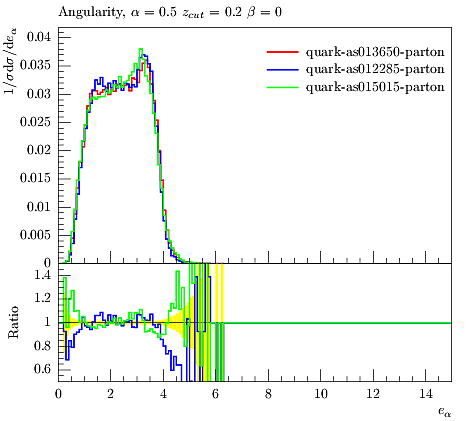 Angularity, α = 0.5 z_cut = 0.2 β = 0
1/σ dσ/de_α
0.04
0.035
0.03
0.025
0.02
0.015
0.01
0.005
0
quark-as013650-parton
quark-as012285-parton
quark-as015015-parton
Ratio
1.4
1.2
1
0.8
0.6
0 2 4 6 8 10 12 14
e_α